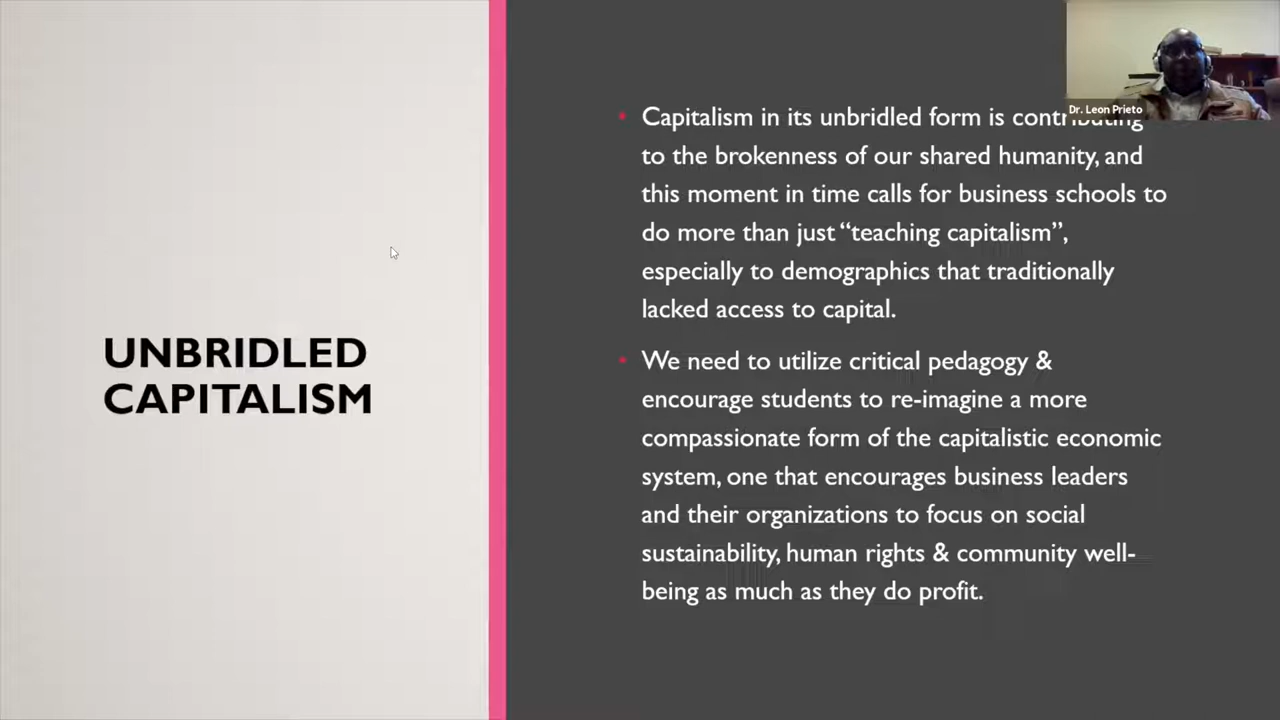 UNBRIDLED
CAPITALISM
• Capitalism in its unbridled form is contributing
to the brokenness of our shared humanity, and
this moment in time calls for business schools to
do more than just “teaching capitalism”,
especially to demographics that traditionally
lacked access to capital.
• We need to utilize critical pedagogy &
encourage students to re-imagine a more
compassionate form of the capitalistic economic
system, one that encourages business leaders
and their organizations to focus on social
sustainability, human rights & community well-
being as much as they do profit.
Dr. Leon Prieto